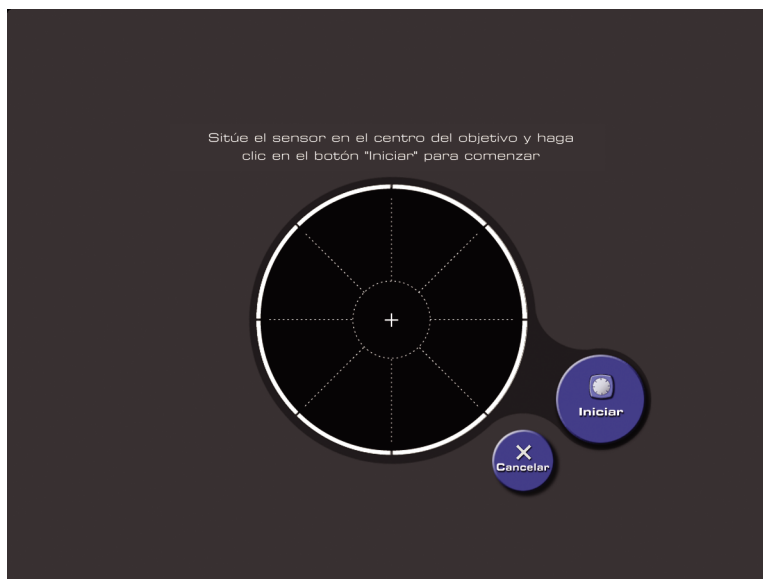 Sitúe el sensor en el centro del objetivo y haga
clic en el botón "Iniciar" para comenzar
Iniciar
Cancelar